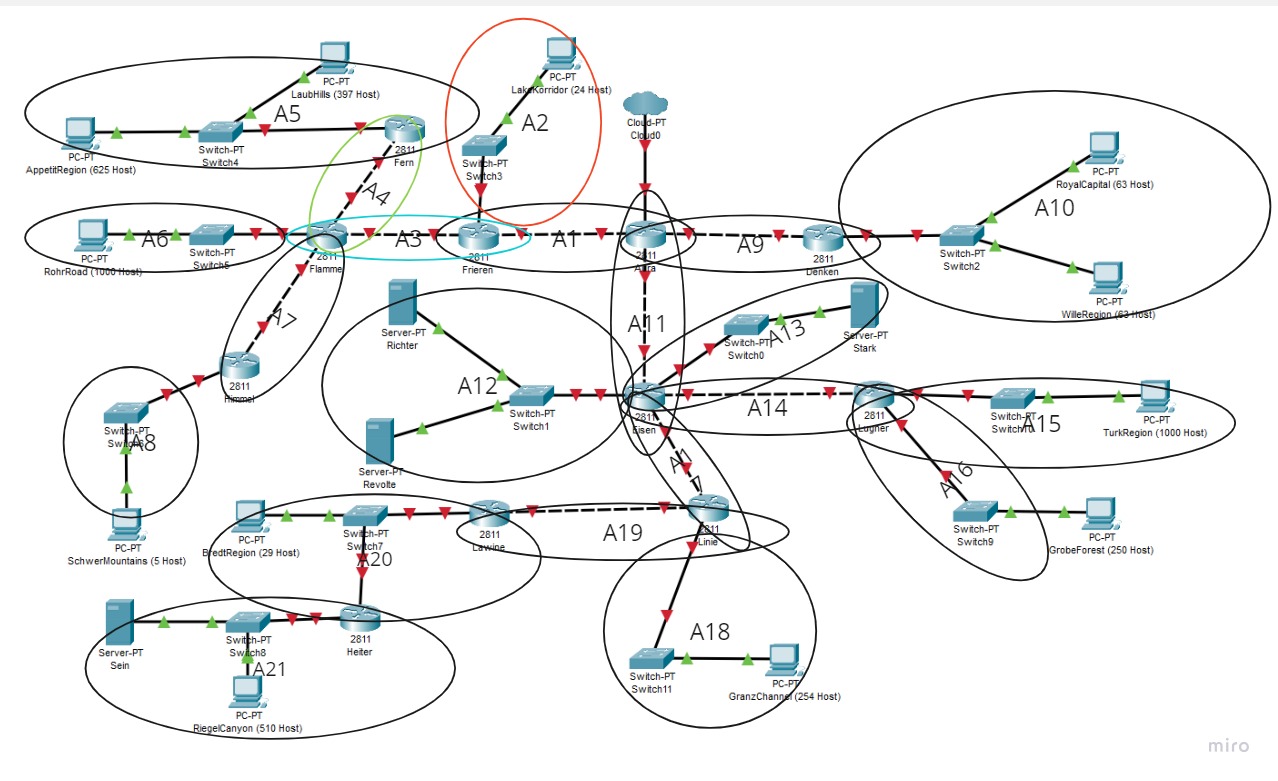 PC-PT
LaubHills (397 Host)
A5
PC-PT
AppetitRegion (625 Host)
Switch-PT
Switch4
2811
Fern
PC-PT
LakeKorridor (24 Host)
A2
Switch-PT
Switch3
Cloud-PT
Cloud0
PC-PT
RoyalCapital (63 Host)
A10
Switch-PT
Switch2
PC-PT
WilleRegion (63 Host)
A4
A6
PC-PT
RohrRoad (1000 Host)
Switch-PT
Switch5
2811
Flamme
A3
2811
Frieren
A1
2811
Aura
A9
2811
Denken
A7
2811
Himmel
Server-PT
Richter
A11
Switch-PT
Switch0
A13
Server-PT
Stark
A12
Switch-PT
Switch1
2811
Eisen
A14
2811
Lugner
Switch-PT
Switch10
A15
PC-PT
TurkRegion (1000 Host)
Switch-PT
Switch6
A8
PC-PT
SchwerMountains (5 Host)
Server-PT
Revolte
A17
A16
Switch-PT
Switch9
PC-PT
GrobeForest (250 Host)
PC-PT
BredtRegion (29 Host)
Switch-PT
Switch7
A20
2811
Lawine
A19
2811
Linie
Server-PT
Sein
Switch-PT
Switch8
A21
2811
Heiter
PC-PT
RiegelCanyon (510 Host)
A18
Switch-PT
Switch11
PC-PT
GranzChannel (254 Host)
miro